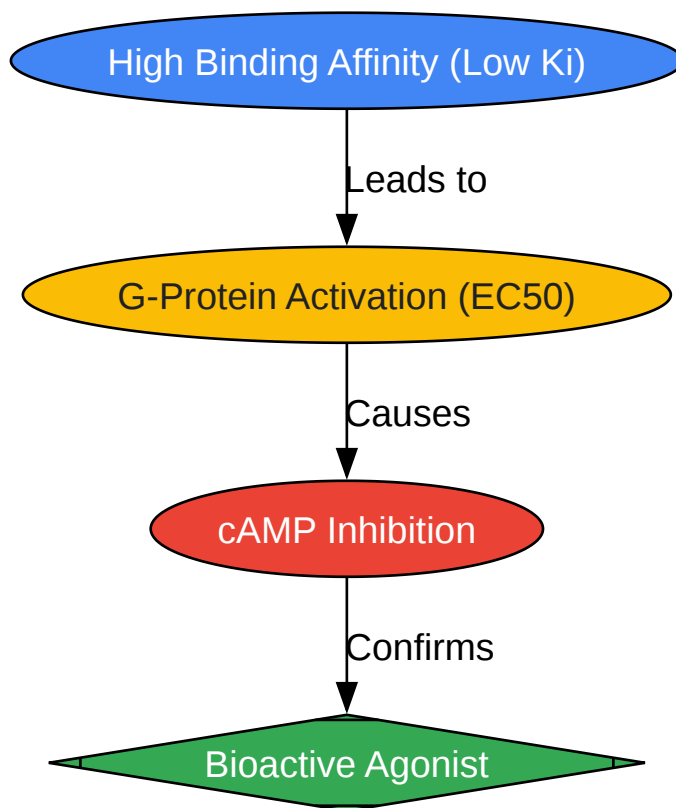 High Binding Affinity (Low Ki)
Leads to
G-Protein Activation (EC50)
Causes
cAMP Inhibition
Confirms
Bioactive Agonist